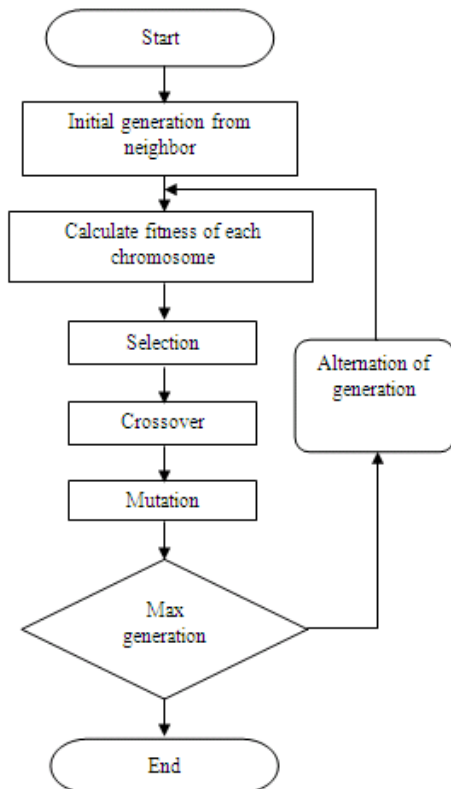 Start
Initial generation from
neighbor
Calculate fitness of each
chromosome
Selection
Alternation of
generation
Crossover
Mutation
Max
generation
End